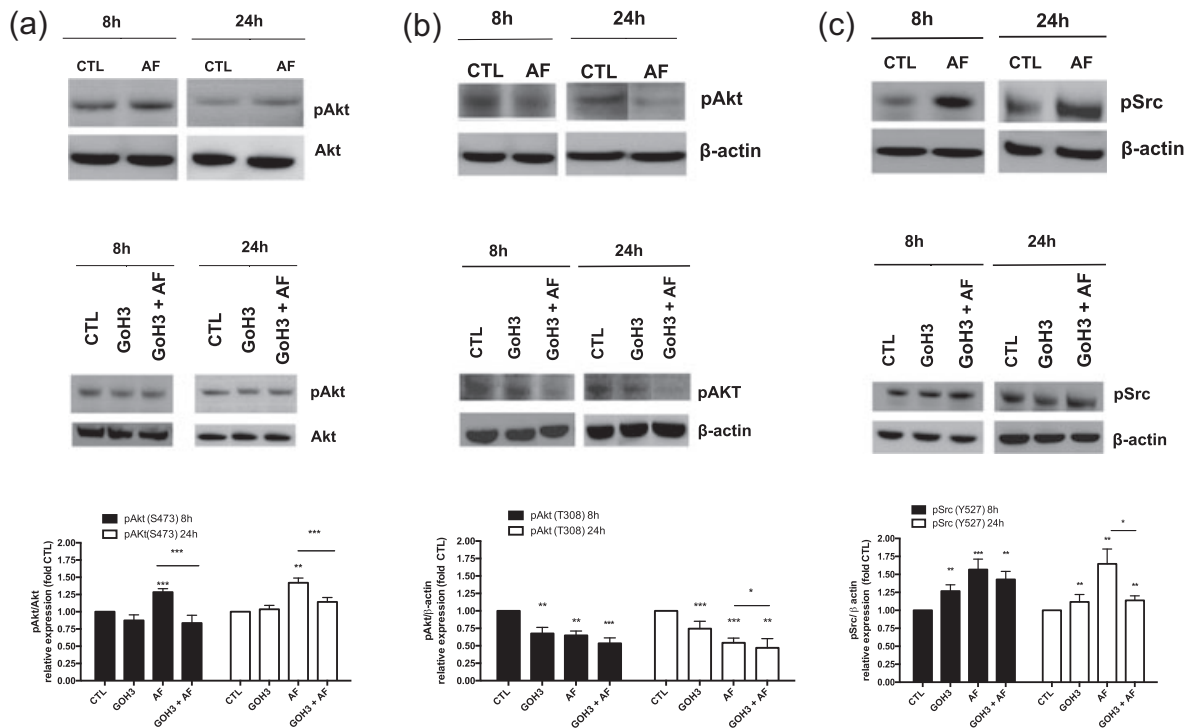 (a)
8h 24h
CTL AF CTL AF
pAkt
Akt
8h 24h
CTL GoH3 GoH3 + AF CTL GoH3 GoH3 + AF
pAkt
Akt
pAkt (S473) 8h
pAKt(S473) 24h
pAkt/Akt
relative expression (fold CTL)
2.00
1.75
1.50
1.25
1.00
0.75
0.50
0.25
0.00
*** *** ** ***
CTL GOH3 AF GOH3 + AF CTL GOH3 AF GOH3 + AF
(b)
8h 24h
CTL AF CTL AF
pAkt
β-actin
8h 24h
CTL GoH3 GoH3 + AF CTL GoH3 GoH3 + AF
pAKT
β-actin
pAkt (T308) 8h
pAkt (T308) 24h
pAkt/β-actin
relative expression (fold CTL)
2.00
1.75
1.50
1.25
1.00
0.75
0.50
0.25
0.00
** ** *** *** *** * **
CTL GOH3 AF GOH3 + AF CTL GOH3 AF GOH3 + AF
(c)
8h 24h
CTL AF CTL AF
pSrc
β-actin
8h 24h
CTL GoH3 GoH3 + AF CTL GoH3 GoH3 + AF
pSrc
β-actin
pSrc (Y527) 8h
pSrc (Y527) 24h
pSrc/β actin
relative expression (fold CTL)
2.00
1.75
1.50
1.25
1.00
0.75
0.50
0.25
0.00
** *** ** ** ** * **
CTL GOH3 AF GOH3 + AF CTL GOH3 AF GOH3 + AF